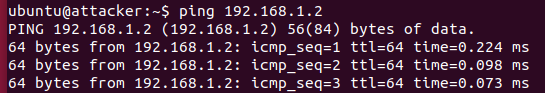 ubuntu@attacker:~$ ping 192.168.1.2
PING 192.168.1.2 (192.168.1.2) 56(84) bytes of data.
64 bytes from 192.168.1.2: icmp_seq=1 ttl=64 time=0.224 ms
64 bytes from 192.168.1.2: icmp_seq=2 ttl=64 time=0.098 ms
64 bytes from 192.168.1.2: icmp_seq=3 ttl=64 time=0.073 ms